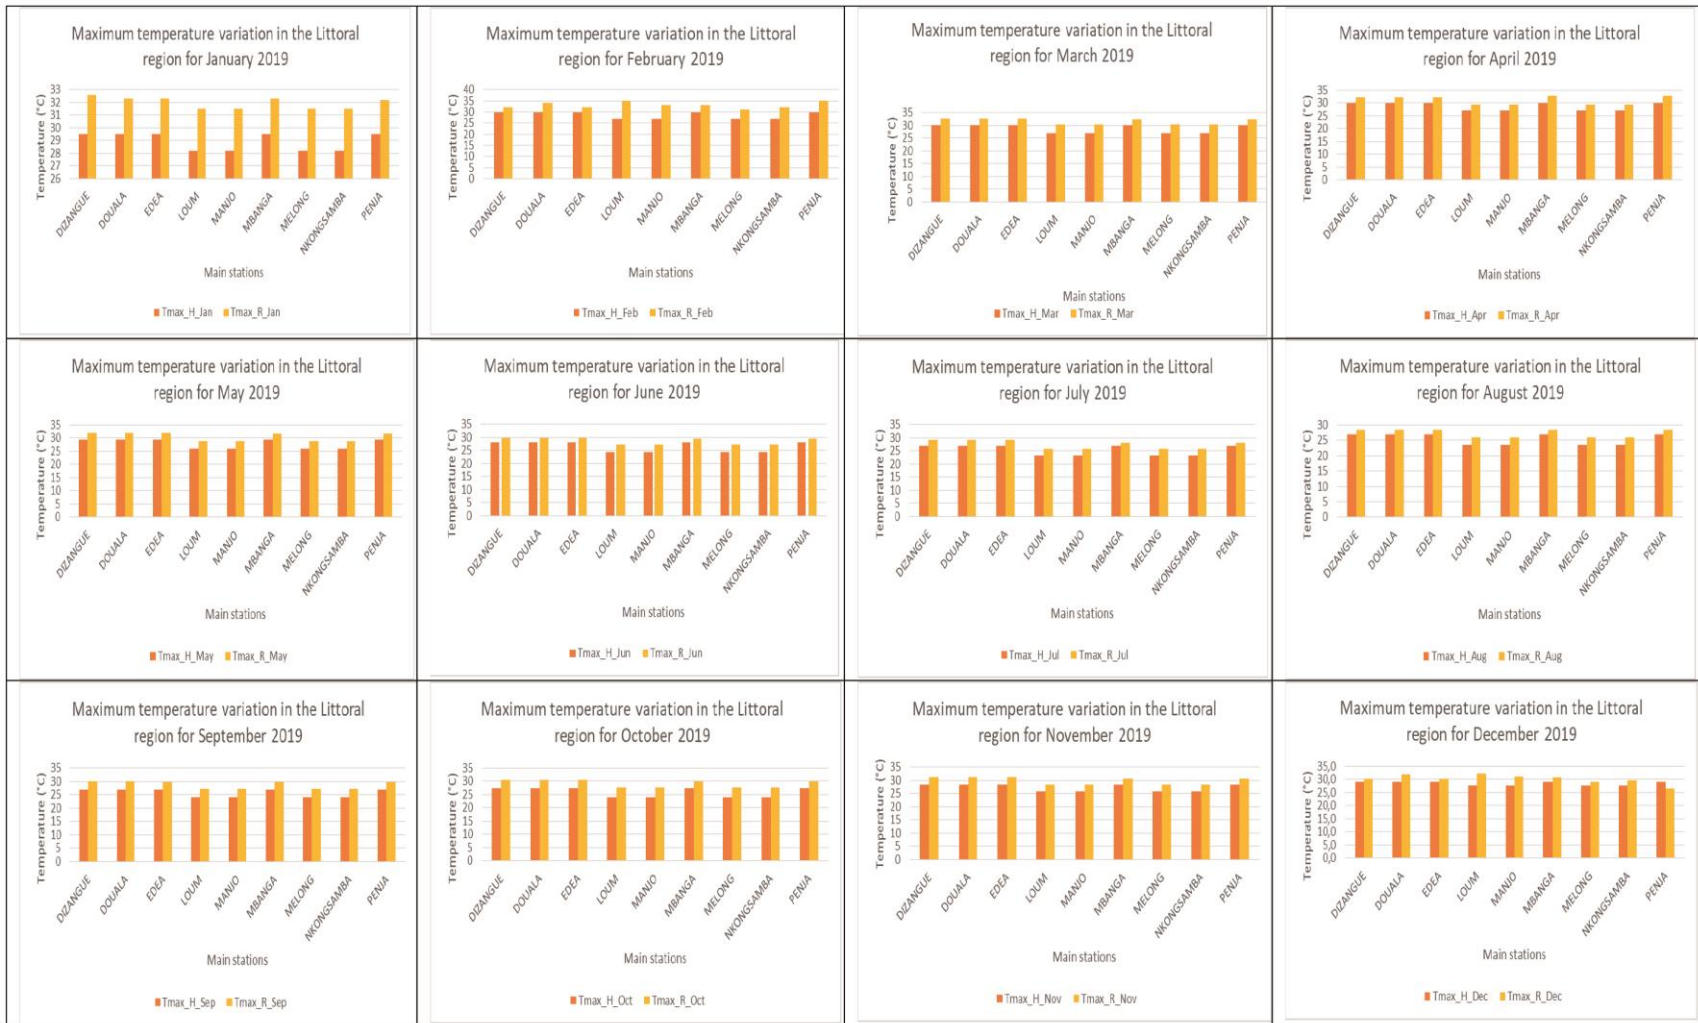 Maximum temperature variation in the Littoral
region for January 2019
Temperature (°C)
33
32
31
30
29
28
27
26
DIZANGUE
DOUALA
EDEA
LOUM
MANJO
MBANGA
MELONG
NKONGSAMBA
PENJA
Main stations
Tmax_H_Jan Tmax_R_Jan
Maximum temperature variation in the Littoral
region for February 2019
Temperature (°C)
40
35
30
25
20
15
10
5
0
DIZANGUE
DOUALA
EDEA
LOUM
MANJO
MBANGA
MELONG
NKONGSAMBA
PENJA
Main stations
Tmax_H_Feb Tmax_R_Feb
Maximum temperature variation in the Littoral
region for March 2019
Temperature (°C)
35
30
25
20
15
10
5
0
DIZANGUE
DOUALA
EDEA
LOUM
MANJO
MBANGA
MELONG
NKONGSAMBA
PENJA
Main stations
Tmax_H_Mar Tmax_R_Mar
Maximum temperature variation in the Littoral
region for April 2019
Temperature (°C)
35
30
25
20
15
10
5
0
DIZANGUE
DOUALA
EDEA
LOUM
MANJO
MBANGA
MELONG
NKONGSAMBA
PENJA
Main stations
Tmax_H_Apr Tmax_R_Apr
Maximum temperature variation in the Littoral
region for May 2019
Temperature (°C)
35
30
25
20
15
10
5
0
DIZANGUE
DOUALA
EDEA
LOUM
MANJO
MBANGA
MELONG
NKONGSAMBA
PENJA
Main stations
Tmax_H_May Tmax_R_May
Maximum temperature variation in the Littoral
region for June 2019
Temperature (°C)
35
30
25
20
15
10
5
0
DIZANGUE
DOUALA
EDEA
LOUM
MANJO
MBANGA
MELONG
NKONGSAMBA
PENJA
Main stations
Tmax_H_Jun Tmax_R_Jun
Maximum temperature variation in the Littoral
region for July 2019
Temperature (°C)
35
30
25
20
15
10
5
0
DIZANGUE
DOUALA
EDEA
LOUM
MANJO
MBANGA
MELONG
NKONGSAMBA
PENJA
Main stations
Tmax_H_Jul Tmax_R_Jul
Maximum temperature variation in the Littoral
region for August 2019
Temperature (°C)
30
25
20
15
10
5
0
DIZANGUE
DOUALA
EDEA
LOUM
MANJO
MBANGA
MELONG
NKONGSAMBA
PENJA
Main stations
Tmax_H_Aug Tmax_R_Aug
Maximum temperature variation in the Littoral
region for September 2019
Temperature (°C)
35
30
25
20
15
10
5
0
DIZANGUE
DOUALA
EDEA
LOUM
MANJO
MBANGA
MELONG
NKONGSAMBA
PENJA
Main stations
Tmax_H_Sep Tmax_R_Sep
Maximum temperature variation in the Littoral
region for October 2019
Temperature (°C)
35
30
25
20
15
10
5
0
DIZANGUE
DOUALA
EDEA
LOUM
MANJO
MBANGA
MELONG
NKONGSAMBA
PENJA
Main stations
Tmax_H_Oct Tmax_R_Oct
Maximum temperature variation in the Littoral
region for November 2019
Temperature (°C)
35
30
25
20
15
10
5
0
DIZANGUE
DOUALA
EDEA
LOUM
MANJO
MBANGA
MELONG
NKONGSAMBA
PENJA
Main stations
Tmax_H_Nov Tmax_R_Nov
Maximum temperature variation in the Littoral
region for December 2019
Temperature (°C)
35,0
30,0
25,0
20,0
15,0
10,0
5,0
0,0
DIZANGUE
DOUALA
EDEA
LOUM
MANJO
MBANGA
MELONG
NKONGSAMBA
PENJA
Main stations
Tmax_H_Dec Tmax_R_Dec